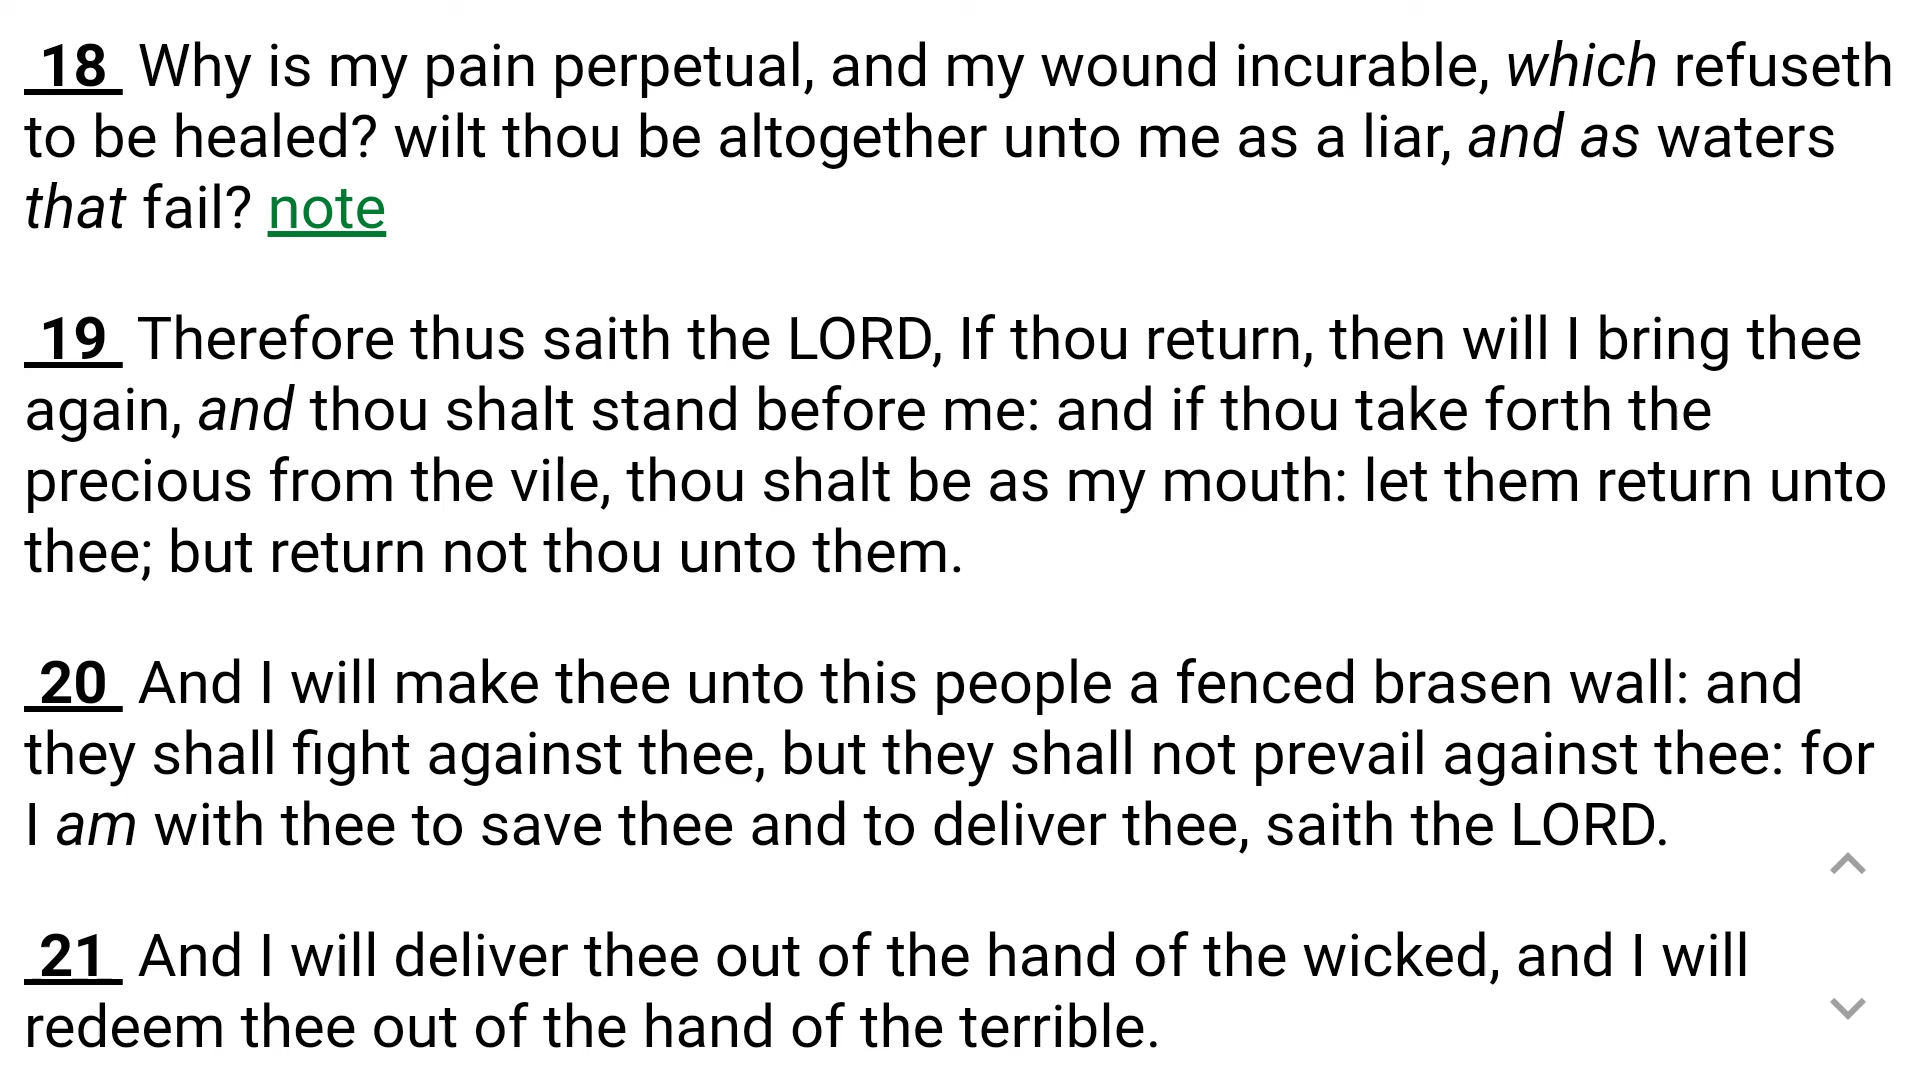 18 Why is my pain perpetual, and my wound incurable, which refuseth
to be healed? wilt thou be altogether unto me as a liar, and as waters
that fail? note
19 Therefore thus saith the LORD, If thou return, then will I bring thee
again, and thou shalt stand before me: and if thou take forth the
precious from the vile, thou shalt be as my mouth: let them return unto
thee; but return not thou unto them.
20 And I will make thee unto this people a fenced brasen wall: and
they shall fight against thee, but they shall not prevail against thee: for
I am with thee to save thee and to deliver thee, saith the LORD.
21 And I will deliver thee out of the hand of the wicked, and I will
redeem thee out of the hand of the terrible.